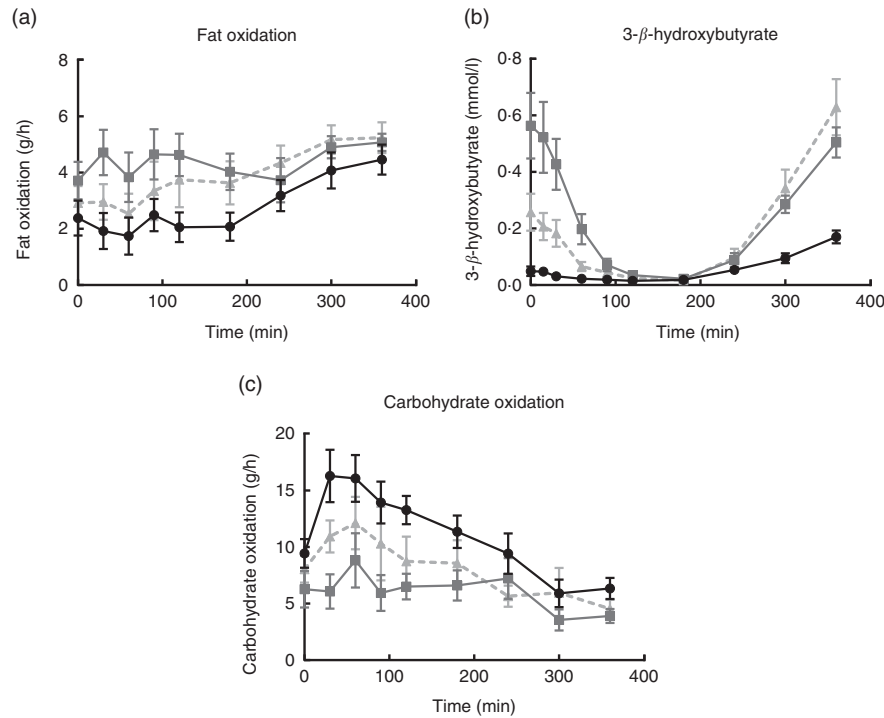 (a)
Fat oxidation
8
6
4
2
0
Fat oxidation (g/h)
0 100 200 300 400
Time (min)
(b)
3-β-hydroxybutyrate
0·8
0·6
0·4
0·2
0·0
3-β-hydroxybutyrate (mmol/l)
0 100 200 300 400
Time (min)
(c)
Carbohydrate oxidation
20
15
10
5
0
Carbohydrate oxidation (g/h)
0 100 200 300 400
Time (min)